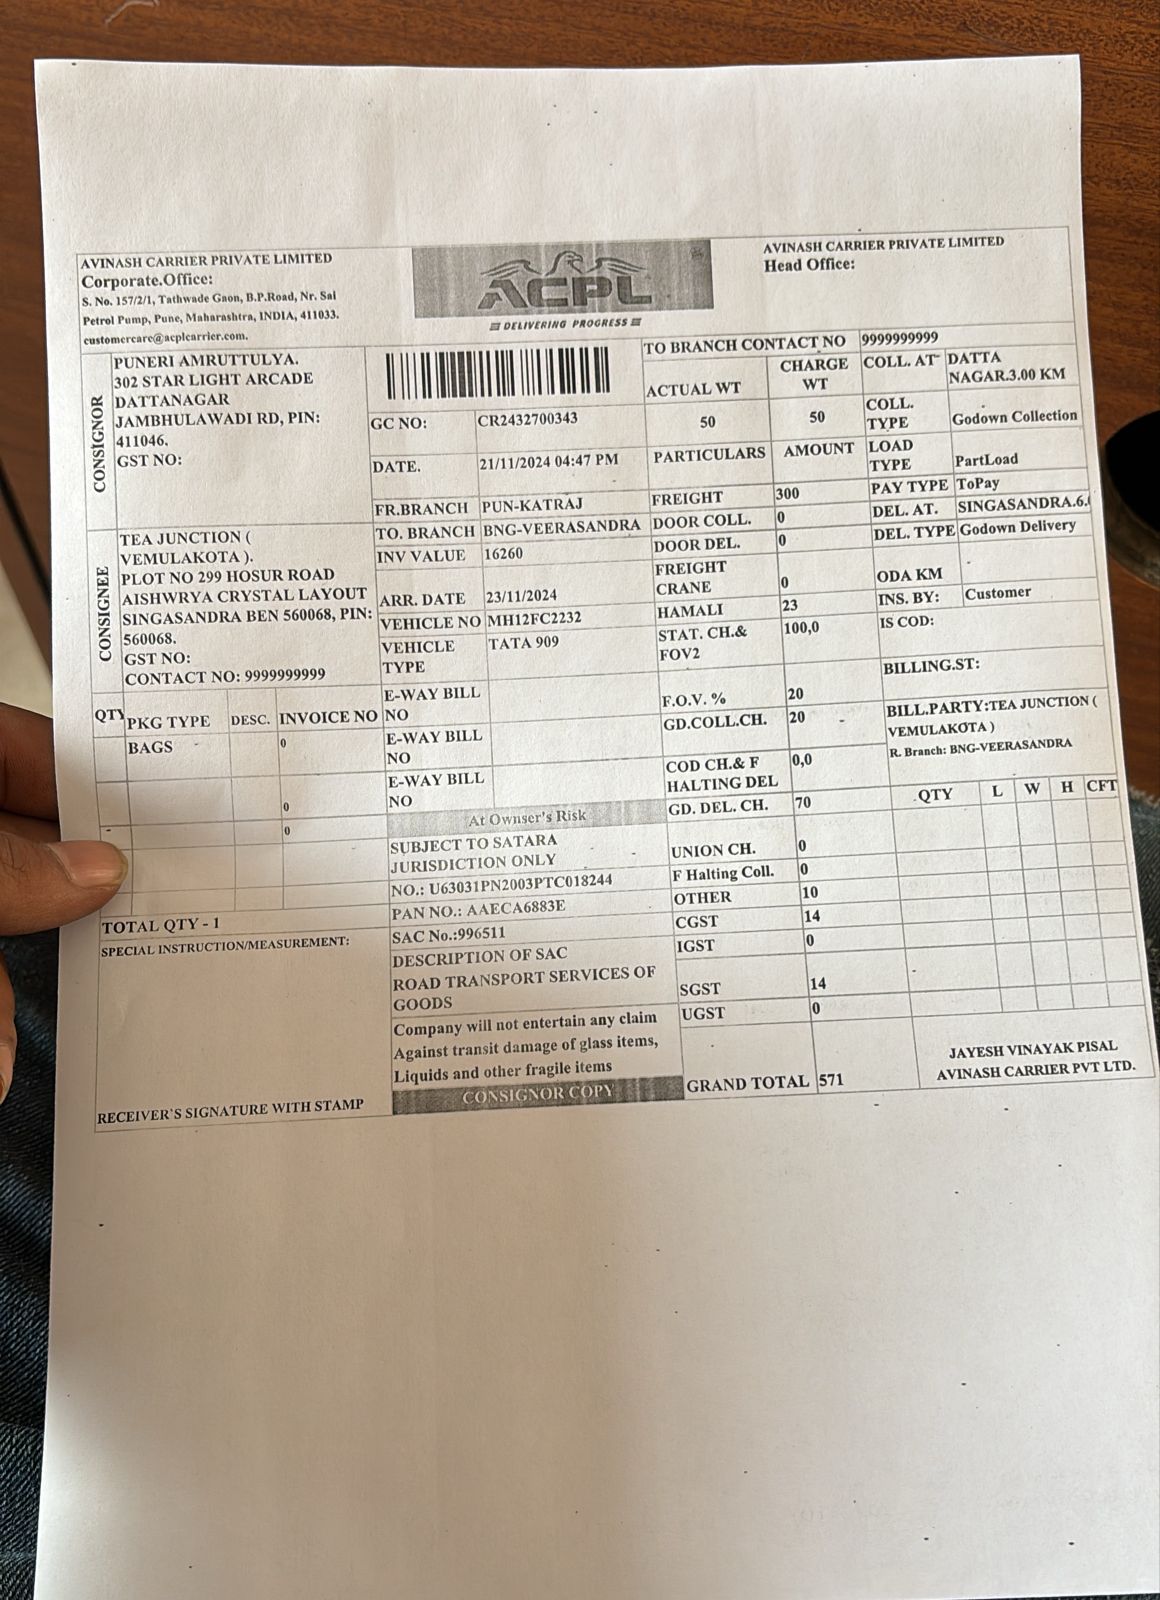 AVINASH CARRIER PRIVATE LIMITED
Corporate.Office:
S. No. 157/2/1, Tathwade Gaon, B.P.Road, Nr. Sai
Petrol Pump, Pune, Maharashtra, INDIA, 411033.
customercare@acplcarrier.com.
ACPL
DELIVERING PROGRESS
AVINASH CARRIER PRIVATE LIMITED
Head Office:
CONSIGNOR
PUNERI AMRUTTULYA.
302 STAR LIGHT ARCADE
DATTANAGAR
JAMBHULAWADI RD, PIN:
411046.
GST NO:
CONSIGNEE
TEA JUNCTION (
VEMULAKOTA ).
PLOT NO 299 HOSUR ROAD
AISHWRYA CRYSTAL LAYOUT
SINGASANDRA BEN 560068, PIN:
560068.
GST NO:
CONTACT NO: 9999999999
QTY PKG TYPE DESC. INVOICE NO
BAGS - 0
0
- 0
TOTAL QTY - 1
SPECIAL INSTRUCTION/MEASUREMENT:
RECEIVER'S SIGNATURE WITH STAMP
GC NO: CR2432700343
DATE. 21/11/2024 04:47 PM
FR.BRANCH PUN-KATRAJ
TO. BRANCH BNG-VEERASANDRA
INV VALUE 16260
ARR. DATE 23/11/2024
VEHICLE NO MH12FC2232
VEHICLE TYPE TATA 909
E-WAY BILL
NO
E-WAY BILL
NO
E-WAY BILL
NO
At Ownser's Risk
SUBJECT TO SATARA
JURISDICTION ONLY
NO.: U63031PN2003PTC018244
PAN NO.: AAECA6883E
SAC No.:996511
DESCRIPTION OF SAC
ROAD TRANSPORT SERVICES OF
GOODS
Company will not entertain any claim
Against transit damage of glass items,
Liquids and other fragile items
CONSIGNOR COPY
TO BRANCH CONTACT NO 9999999999
ACTUAL WT CHARGE WT
50 50
PARTICULARS AMOUNT
FREIGHT 300
DOOR COLL. 0
DOOR DEL. 0
FREIGHT CRANE 0
HAMALI 23
STAT. CH.& FOV2 100,0
F.O.V. % 20
GD.COLL.CH. 20
COD CH.& F HALTING DEL 0,0
GD. DEL. CH. 70
UNION CH. 0
F Halting Coll. 0
OTHER 10
CGST 14
IGST 0
SGST 14
UGST 0
GRAND TOTAL 571
COLL. AT DATTA
NAGAR.3.00 KM
COLL. TYPE Godown Collection
LOAD TYPE PartLoad
PAY TYPE ToPay
DEL. AT. SINGASANDRA.6.
DEL. TYPE Godown Delivery
ODA KM
INS. BY: Customer
IS COD:
BILLING.ST:
BILL.PARTY:TEA JUNCTION (
VEMULAKOTA )
R. Branch: BNG-VEERASANDRA
QTY L W H CFT
JAYESH VINAYAK PISAL
AVINASH CARRIER PVT LTD.